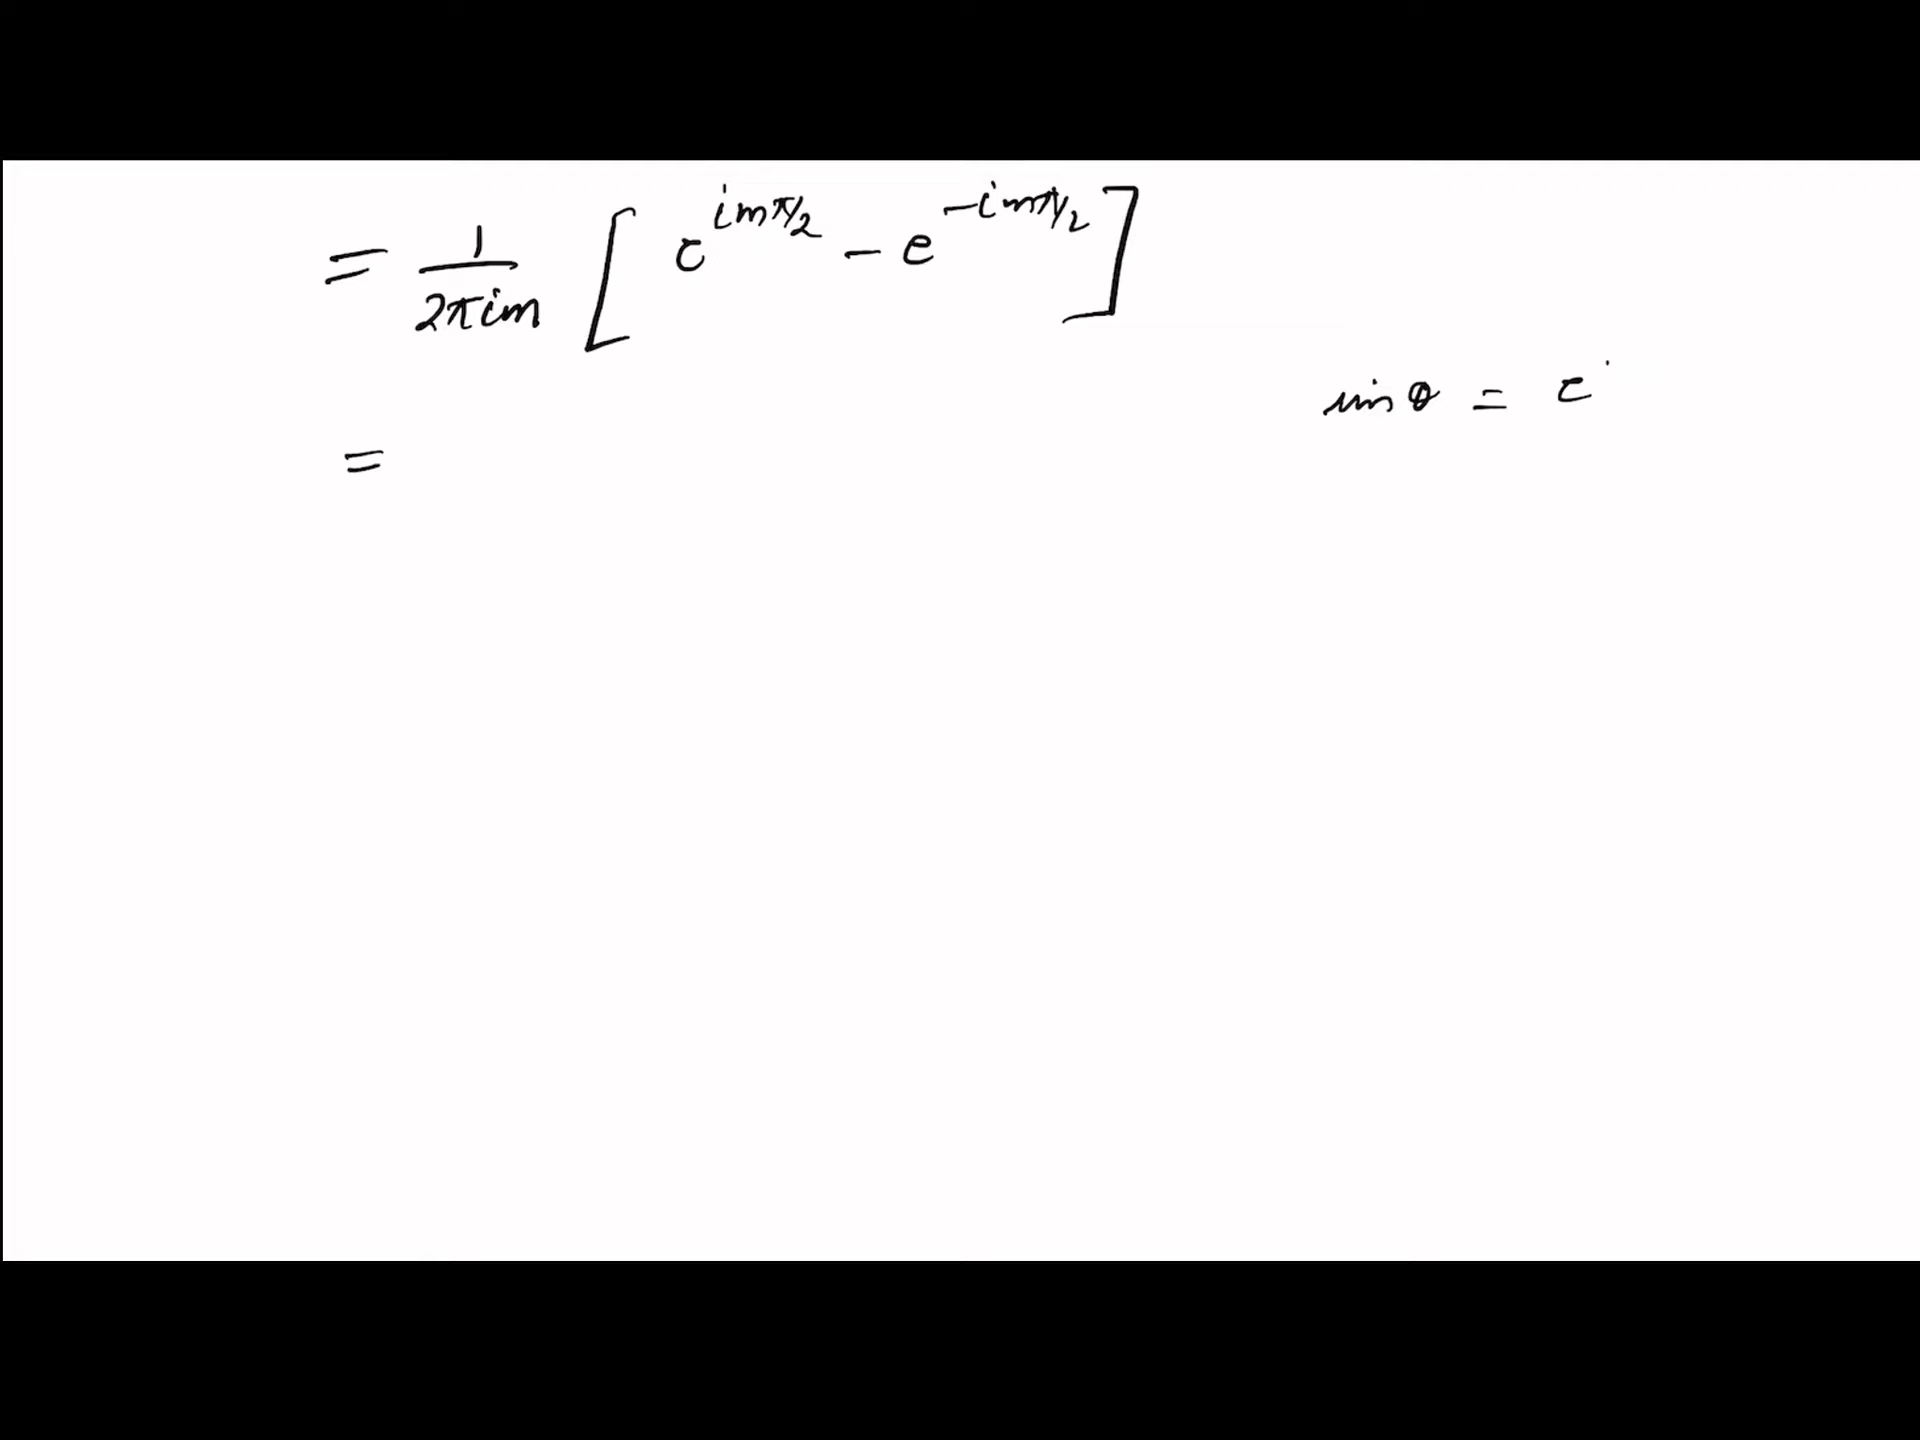 = 1/2πim [ e^{imπ/2} - e^{-imπ/2} ]
sin θ = e
=